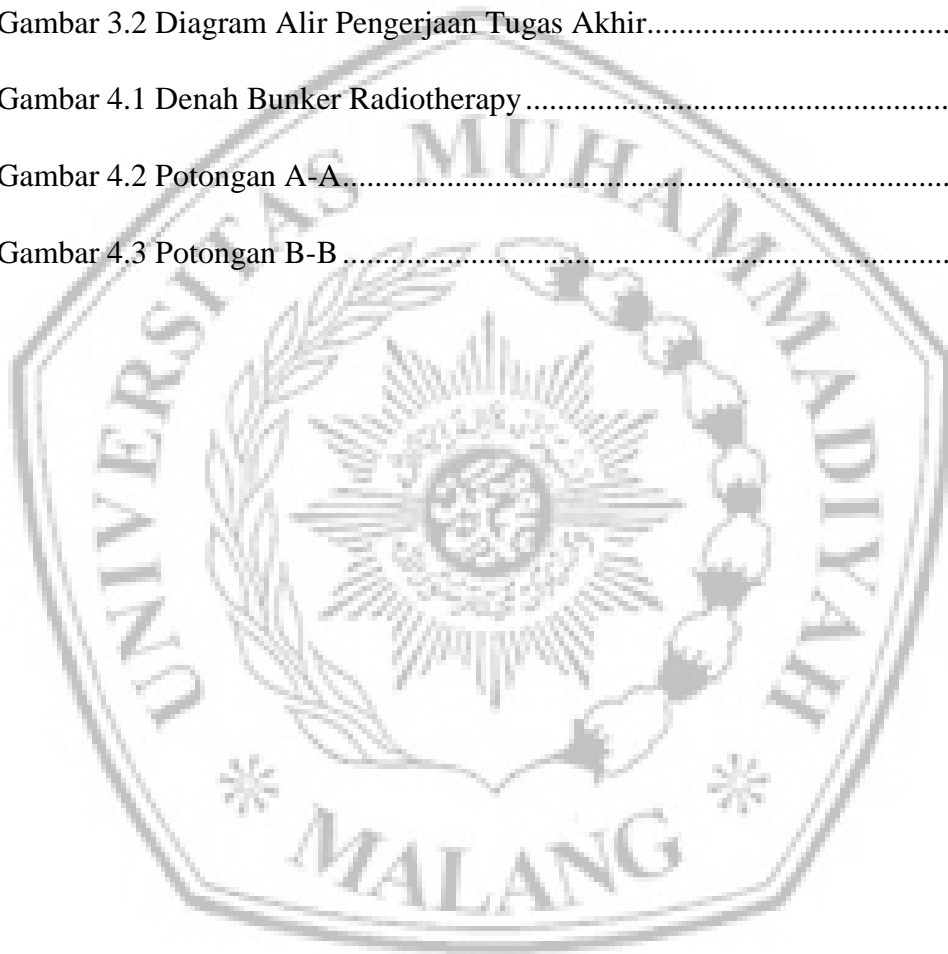 Gambar 3.2 Diagram Alir Pengerjaan Tugas Akhir......................................
Gambar 4.1 Denah Bunker Radiotherapy......................................................
Gambar 4.2 Potongan A-A.............................................................................
Gambar 4.3 Potongan B-B.............................................................................
UNIVERSITAS MUHAMMADIYAH
MALANG